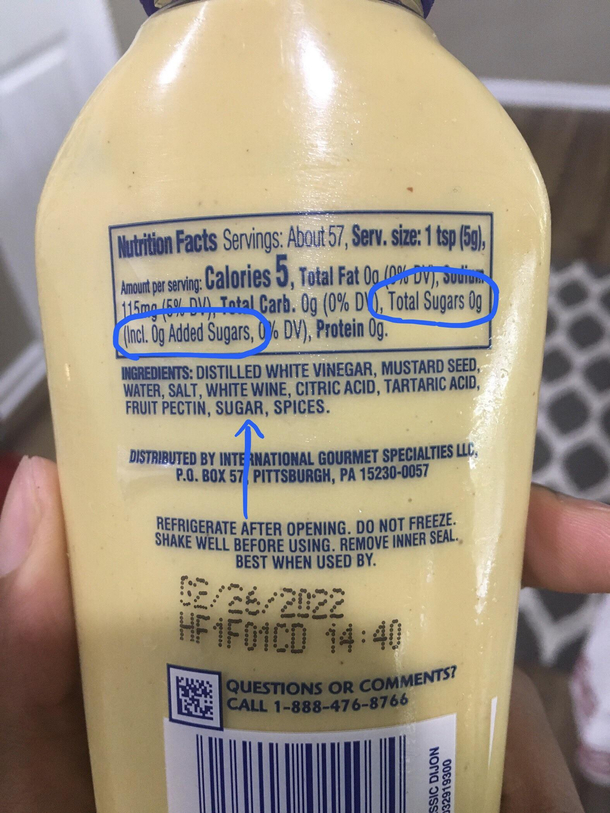 Nutrition Facts Servings: About 57, Serv. size: 1 tsp (5g),
Amount per serving: Calories 5, Total Fat 0g (0% DV), Sodium
115mg (5% DV), Total Carb. 0g (0% DV), Total Sugars 0g
(Incl. 0g Added Sugars, 0% DV), Protein 0g.
INGREDIENTS: DISTILLED WHITE VINEGAR, MUSTARD SEED,
WATER, SALT, WHITE WINE, CITRIC ACID, TARTARIC ACID,
FRUIT PECTIN, SUGAR, SPICES.
DISTRIBUTED BY INTERNATIONAL GOURMET SPECIALTIES LLC,
P.O. BOX 57 PITTSBURGH, PA 15230-0057
REFRIGERATE AFTER OPENING. DO NOT FREEZE.
SHAKE WELL BEFORE USING. REMOVE INNER SEAL.
BEST WHEN USED BY.
02/26/2022
HF1F01CD 14:40
QUESTIONS OR COMMENTS?
CALL 1-888-476-8766
SSIC DIJON
32919300